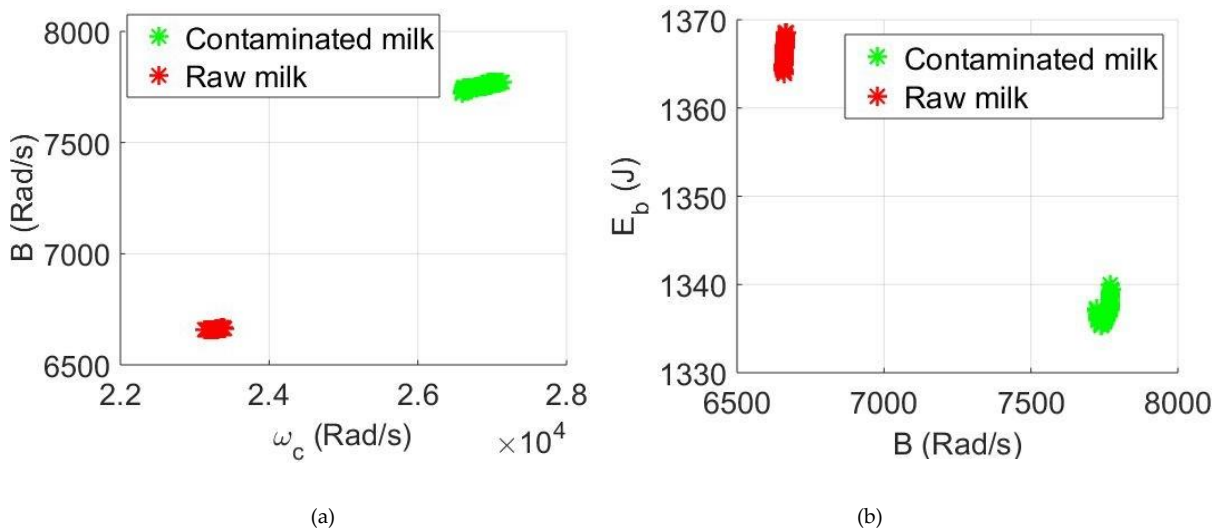 8000
7500
7000
6500
B (Rad/s)
Contaminated milk
Raw milk
2.2
2.4
2.6
2.8
ω_c (Rad/s)
×10^4
(a)
1370
1360
1350
1340
1330
E_b (J)
Contaminated milk
Raw milk
6500
7000
7500
8000
B (Rad/s)
(b)